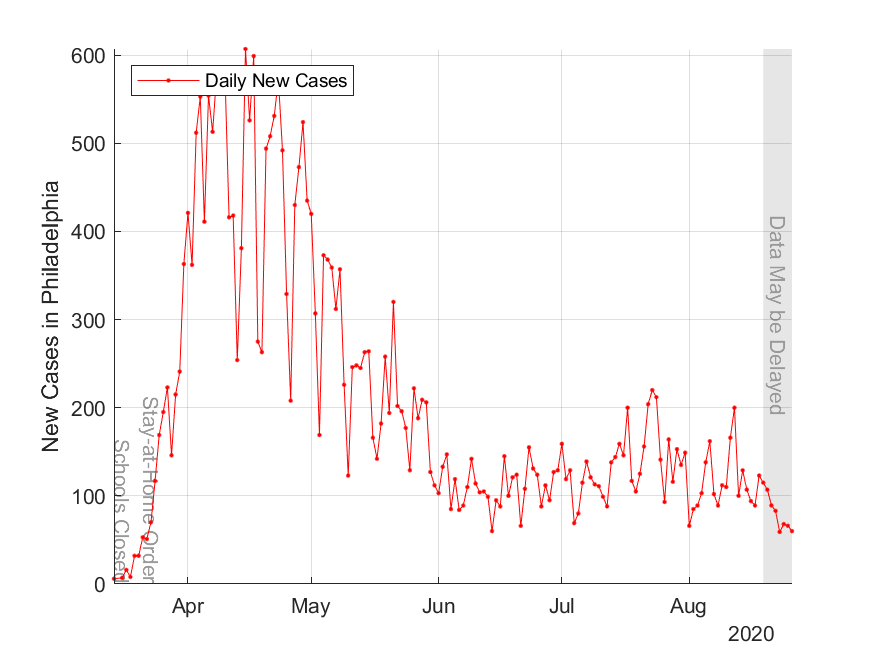 600
500
400
300
200
100
0
New Cases in Philadelphia
Daily New Cases
Schools Closed
Stay-at-Home Order
Data May be Delayed
Apr May Jun Jul Aug
2020